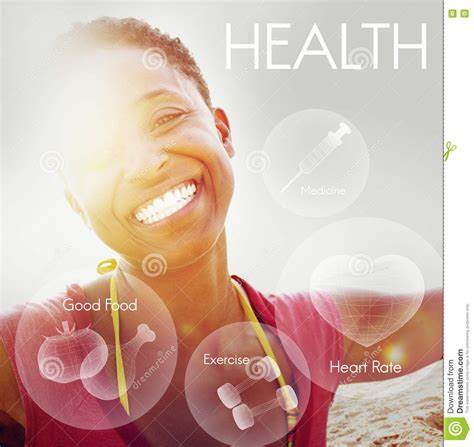 HEALTH
Medicine
Good Food
Exercise
Heart Rate
Download from
Dreamstime.com